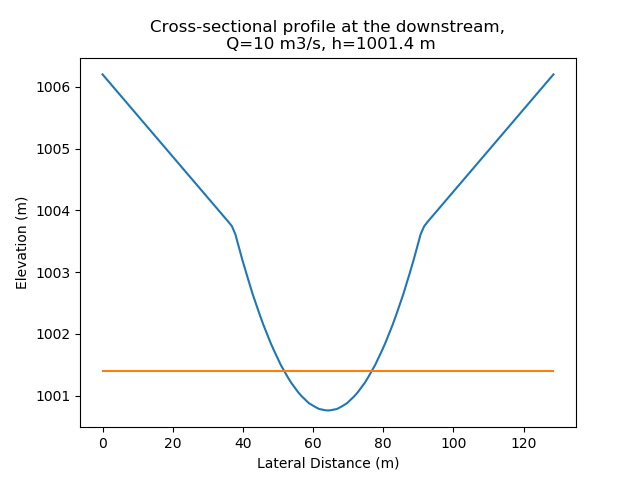 Cross-sectional profile at the downstream,
Q=10 m3/s, h=1001.4 m
1006
1005
1004
1003
1002
1001
Elevation (m)
0 20 40 60 80 100 120
Lateral Distance (m)